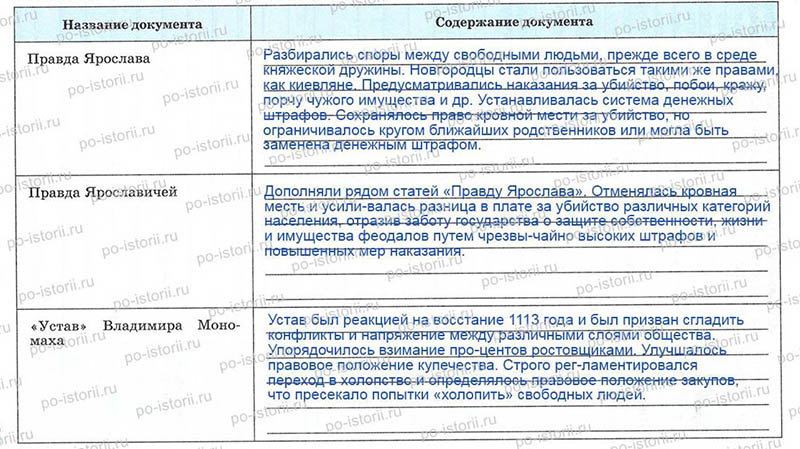 Название документа
Содержание документа
Правда Ярослава
Разбирались споры между свободными людьми, прежде всего в среде
княжеской дружины. Новгородцы стали пользоваться такими же правами,
как киевляне. Предусматривались наказания за убийство, побои, кражу,
порчу чужого имущества и др. Устанавливалась система денежных
штрафов. Сохранялось право кровной мести за убийство, но
ограничивалось кругом ближайших родственников или могла быть
заменена денежным штрафом.
Правда Ярославичей
Дополняли рядом статей «Правду Ярослава». Отменялась кровная
месть и усили-валась разница в плате за убийство различных категорий
населения, отразив заботу государства о защите собственности, жизни
и имущества феодалов путем чрезвы-чайно высоких штрафов и
повышенных мер наказания.
«Устав» Владимира Моно-
маха
Устав был реакцией на восстание 1113 года и был призван сгладить
конфликты и напряжение между различными слоями общества.
Упорядочилось взимание про-центов ростовщиками. Улучшалось
правовое положение купечества. Строго рег-ламентировался
переход в холопство и определялось правовое положение закупов,
что пресекало попытки «холопить» свободных людей.
po-istorii.ru